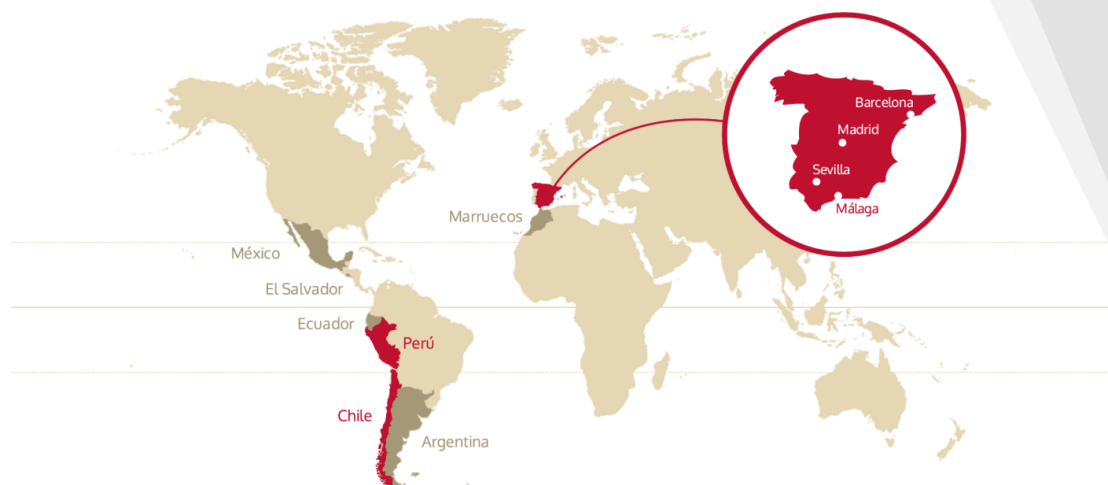 Barcelona
Madrid
Sevilla
Málaga
Marruecos
México
El Salvador
Ecuador
Perú
Chile
Argentina